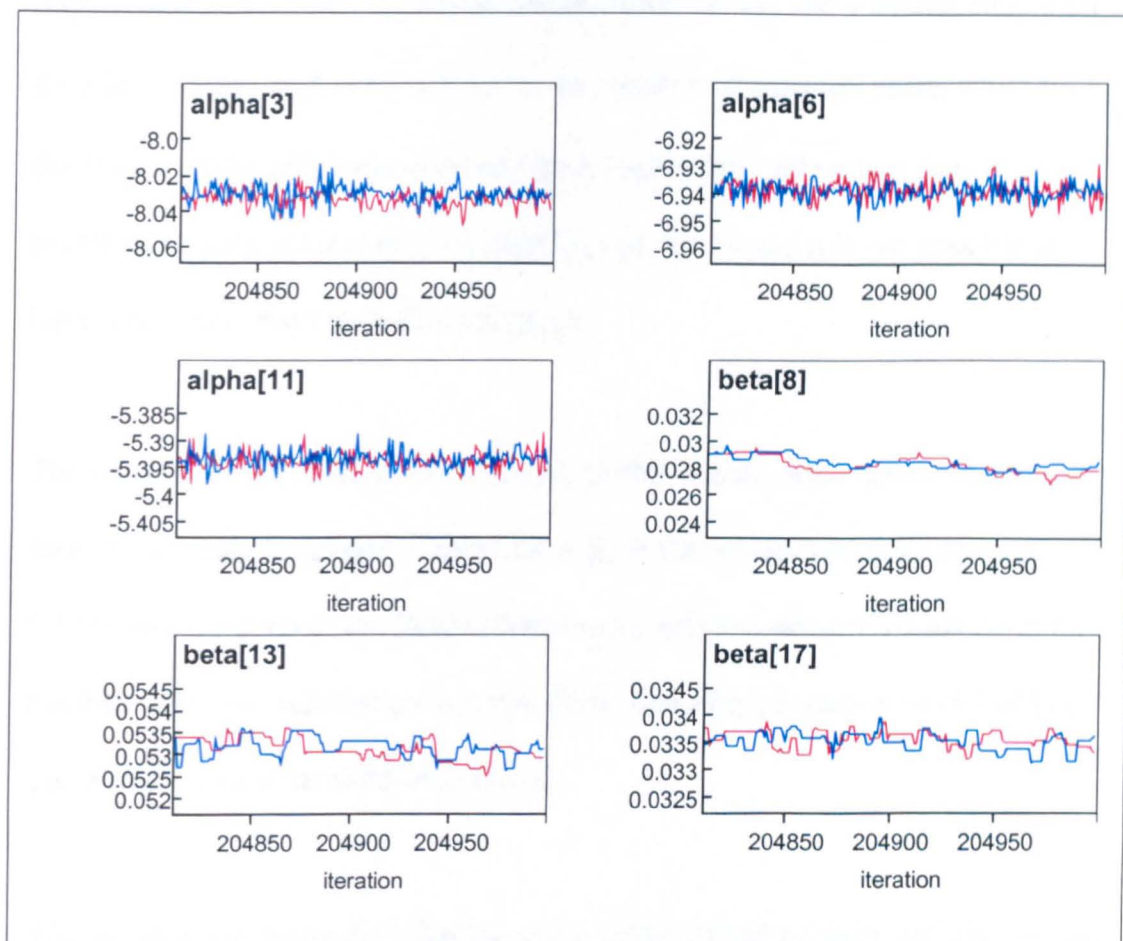 alpha[3]
-8.0
-8.02
-8.04
-8.06
204850 204900 204950
iteration
alpha[6]
-6.92
-6.93
-6.94
-6.95
-6.96
204850 204900 204950
iteration
alpha[11]
-5.385
-5.39
-5.395
-5.4
-5.405
204850 204900 204950
iteration
beta[8]
0.032
0.03
0.028
0.026
0.024
204850 204900 204950
iteration
beta[13]
0.0545
0.054
0.0535
0.053
0.0525
0.052
204850 204900 204950
iteration
beta[17]
0.0345
0.034
0.0335
0.033
0.0325
204850 204900 204950
iteration